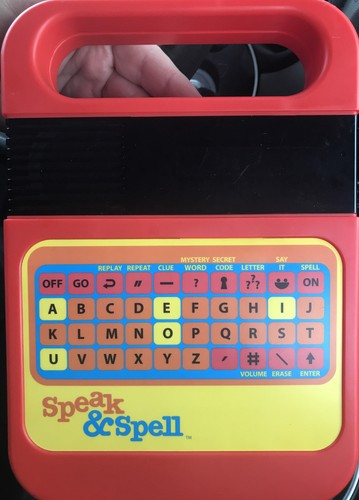 MYSTERY SECRET SAY
REPLAY REPEAT CLUE WORD CODE LETTER IT SPELL
OFF GO " – ? ?⁠?⁠? ON
A B C D E F G H I J
K L M N O P Q R S T
U V W X Y Z ' # \
VOLUME ERASE ENTER
Speak
& Spell
TM